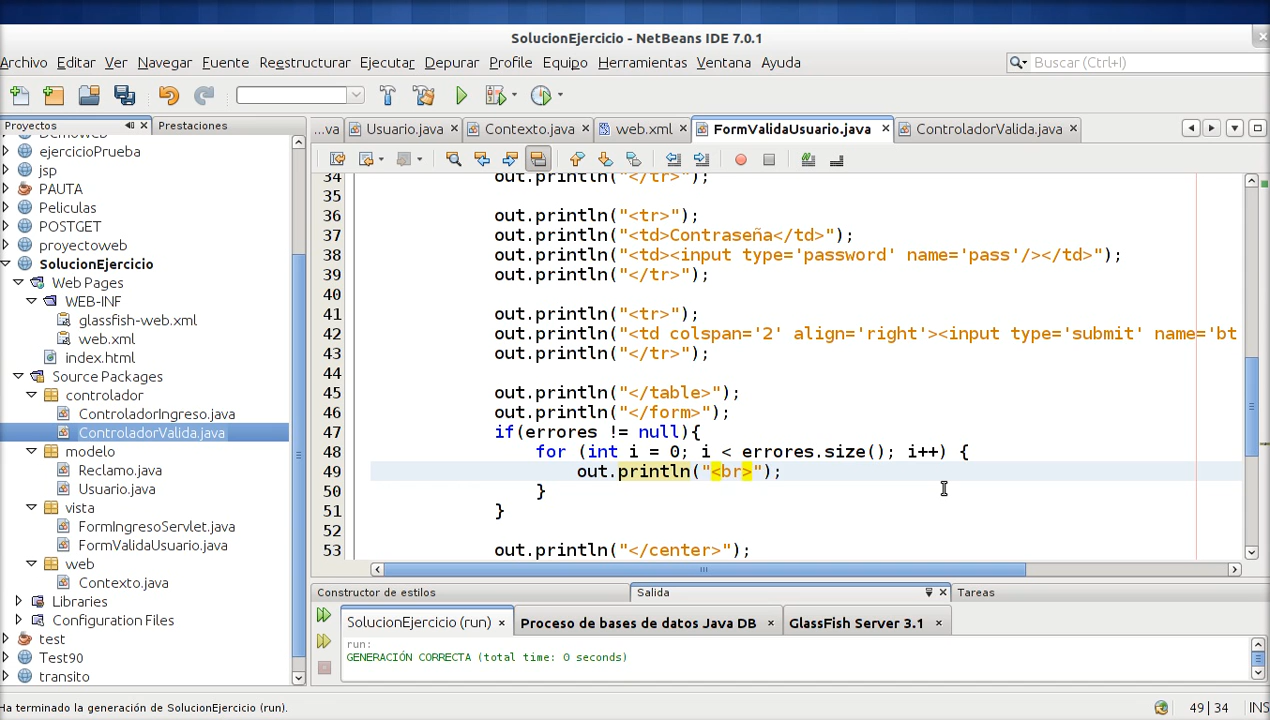 SolucionEjercicio - NetBeans IDE 7.0.1
Archivo Editar Ver Navegar Fuente Reestructurar Ejecutar Depurar Profile Equipo Herramientas Ventana Ayuda
Buscar (Ctrl+I)
Proyectos
Prestaciones
...va Usuario.java Contexto.java web.xml FormValidaUsuario.java ControladorValida.java
DemoWeb
ejercicioPrueba
jsp
PAUTA
Peliculas
POSTGET
proyectoweb
SolucionEjercicio
Web Pages
WEB-INF
glassfish-web.xml
web.xml
index.html
Source Packages
controlador
ControladorIngreso.java
ControladorValida.java
modelo
Reclamo.java
Usuario.java
vista
FormIngresoServlet.java
FormValidaUsuario.java
web
Contexto.java
Libraries
Configuration Files
test
Test90
transito
34 out.println("</tr>");
35
36 out.println("<tr>");
37 out.println("<td>Contraseña</td>");
38 out.println("<td><input type='password' name='pass'/></td>");
39 out.println("</tr>");
40
41 out.println("<tr>");
42 out.println("<td colspan='2' align='right'><input type='submit' name='bt
43 out.println("</tr>");
44
45 out.println("</table>");
46 out.println("</form>");
47 if(errores != null){
48 for (int i = 0; i < errores.size(); i++) {
49 out.println("<br>");
50 }
51 }
52
53 out.println("</center>");
Constructor de estilos
Salida
Tareas
SolucionEjercicio (run) Proceso de bases de datos Java DB GlassFish Server 3.1
run:
GENERACIÓN CORRECTA (total time: 0 seconds)
Ha terminado la generación de SolucionEjercicio (run).
49 | 34 INS